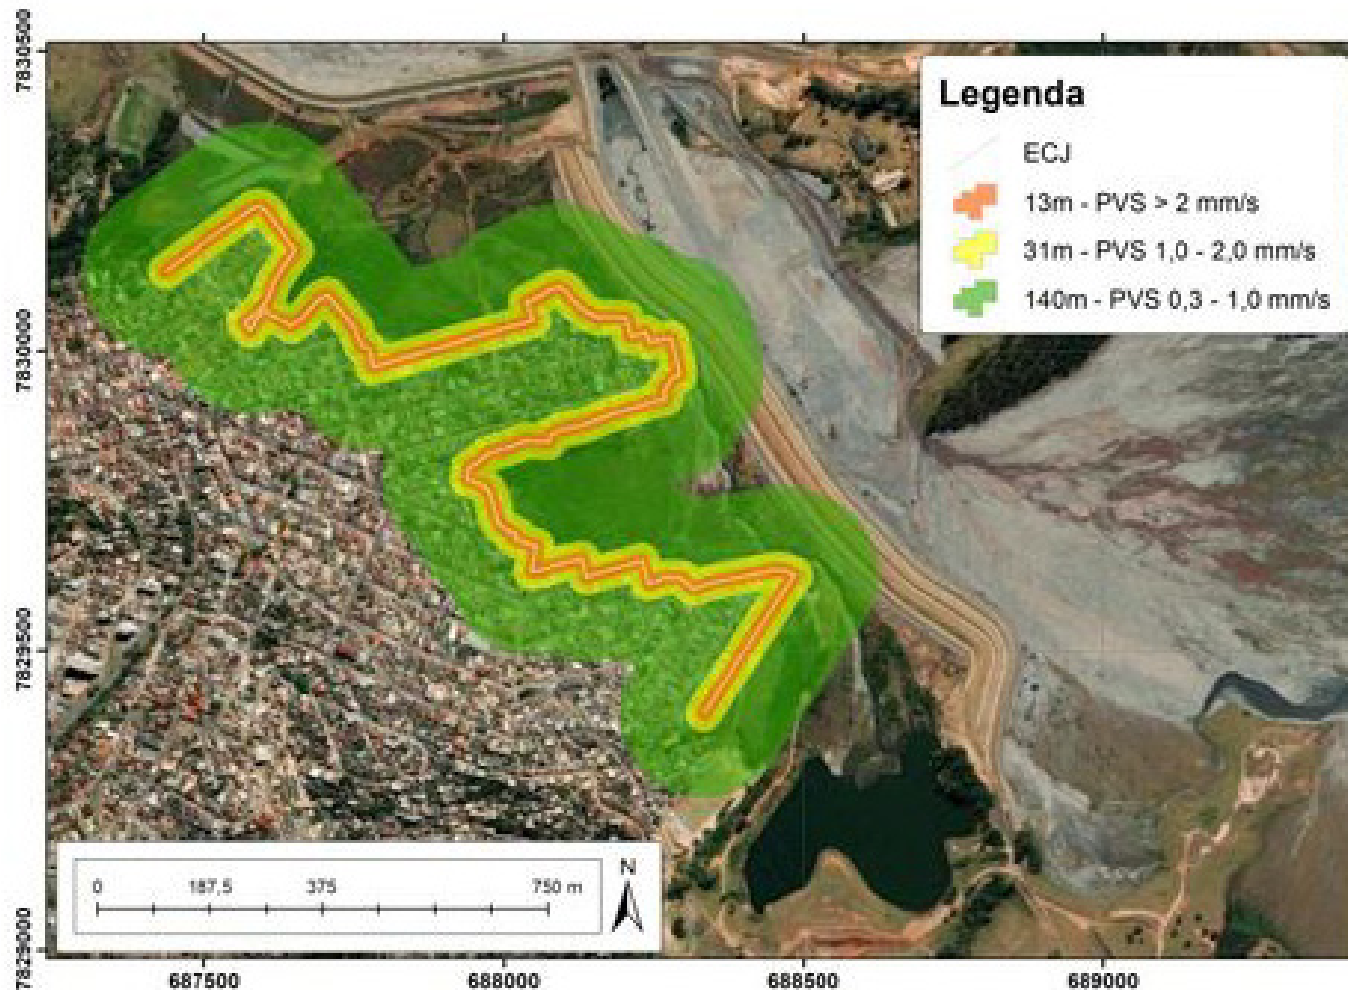 7830500
7830000
7829500
7829000
Legenda
ECJ
13m - PVS > 2 mm/s
31m - PVS 1,0 - 2,0 mm/s
140m - PVS 0,3 - 1,0 mm/s
0 187,5 375 750 m
N
687500 688000 688500 689000